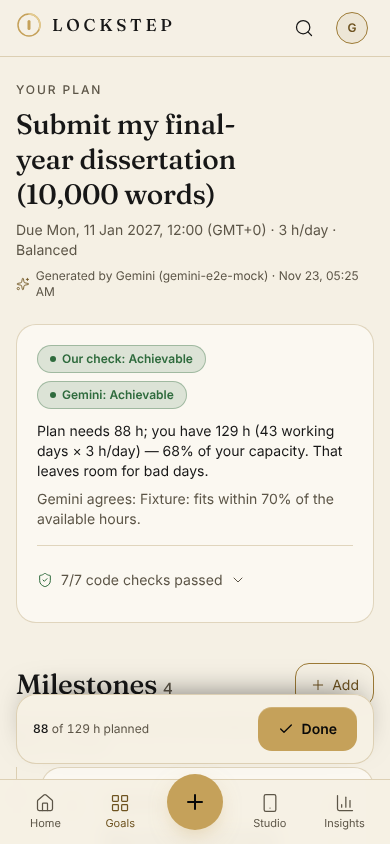 LOCKSTEP
G
YOUR PLAN
Submit my final-
year dissertation
(10,000 words)
Due Mon, 11 Jan 2027, 12:00 (GMT+0) · 3 h/day ·
Balanced
Generated by Gemini (gemini-e2e-mock) · Nov 23, 05:25
AM
Our check: Achievable
Gemini: Achievable
Plan needs 88 h; you have 129 h (43 working
days × 3 h/day) — 68% of your capacity. That
leaves room for bad days.
Gemini agrees: Fixture: fits within 70% of the
available hours.
7/7 code checks passed
Milestones 4
Add
88 of 129 h planned
Done
Home
Goals
Studio
Insights